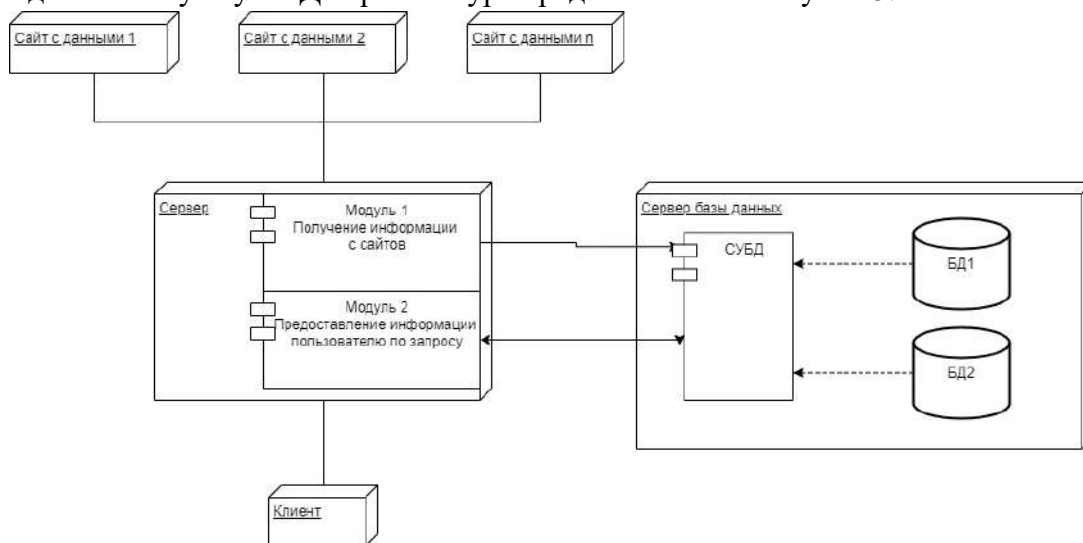 Сайт с данными 1
Сайт с данными 2
Сайт с данными n
Сервер
Модуль 1
Получение информации
с сайтов
Модуль 2
Предоставление информации
пользователю по запросу
Сервер базы данных
СУБД
БД1
БД2
Клиент